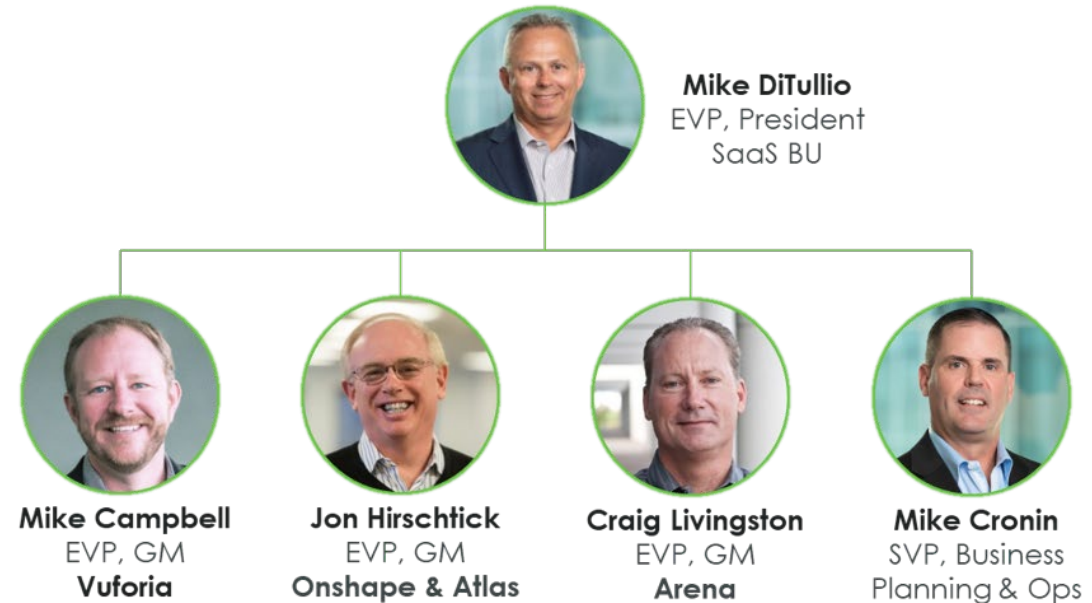 Mike DiTullio
EVP, President
SaaS BU
Mike Campbell
EVP, GM
Vuforia
Jon Hirschtick
EVP, GM
Onshape & Atlas
Craig Livingston
EVP, GM
Arena
Mike Cronin
SVP, Business
Planning & Ops